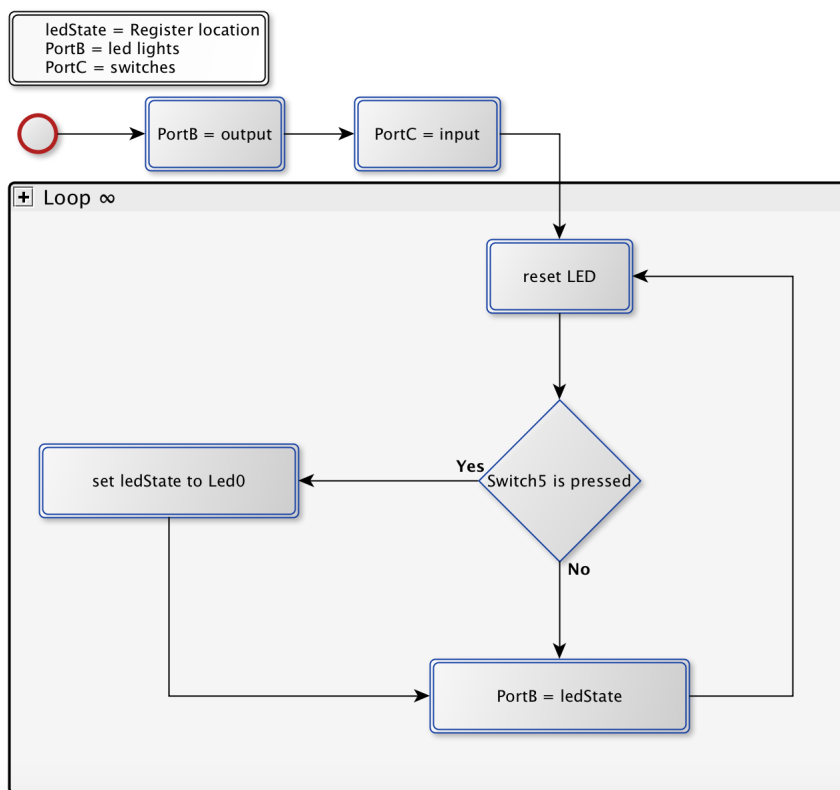 ledState = Register location
PortB = led lights
PortC = switches
PortB = output
PortC = input
Loop ∞
reset LED
Yes
Switch5 is pressed
set ledState to Led0
No
PortB = ledState